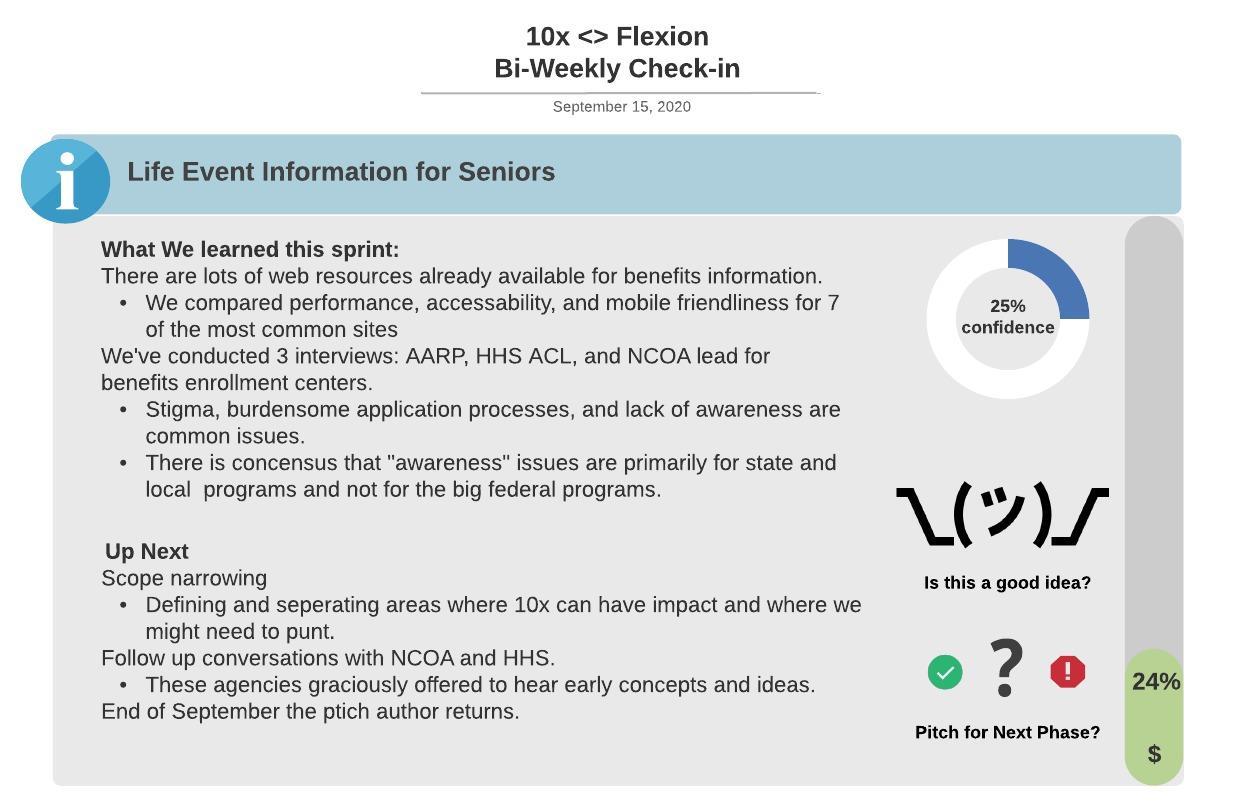 10x <> Flexion
Bi-Weekly Check-in
September 15, 2020
i
Life Event Information for Seniors
What We learned this sprint:
There are lots of web resources already available for benefits information.
• We compared performance, accessability, and mobile friendliness for 7
of the most common sites
We've conducted 3 interviews: AARP, HHS ACL, and NCOA lead for
benefits enrollment centers.
• Stigma, burdensome application processes, and lack of awareness are
common issues.
• There is concensus that "awareness" issues are primarily for state and
local  programs and not for the big federal programs.
Up Next
Scope narrowing
• Defining and seperating areas where 10x can have impact and where we
might need to punt.
Follow up conversations with NCOA and HHS.
• These agencies graciously offered to hear early concepts and ideas.
End of September the ptich author returns.
25%
confidence
\_(ツ)_/
Is this a good idea?
?
!
Pitch for Next Phase?
24%
$